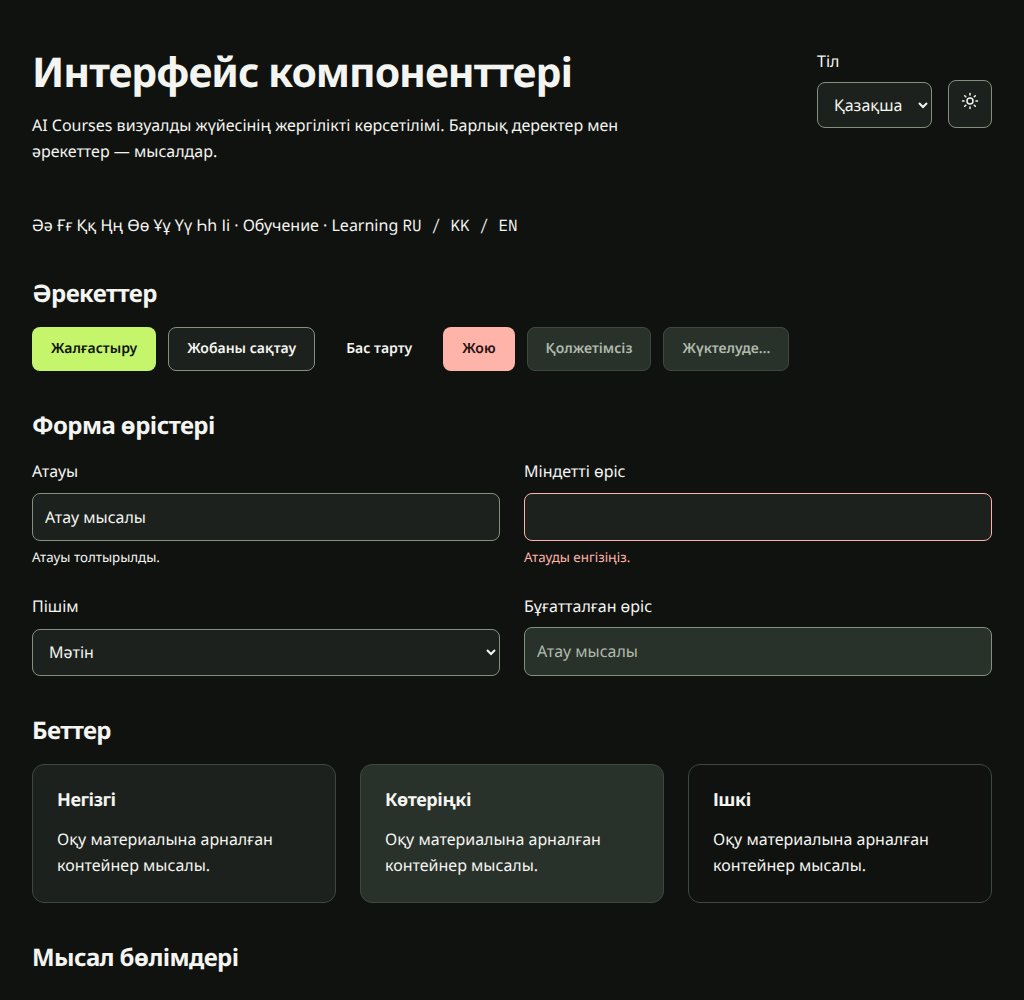 Интерфейс компоненттері
AI Courses визуалды жүйесінің жергілікті көрсетілімі. Барлық деректер мен
әрекеттер — мысалдар.
Тіл
Қазақша
Әә Ғғ Ққ Ңң Өө Ұұ Үү Һһ Іі · Обучение · Learning RU / KK / EN
Әрекеттер
Жалғастыру
Жобаны сақтау
Бас тарту
Жою
Қолжетімсіз
Жүктелуде…
Форма өрістері
Атауы
Міндетті өріс
Атау мысалы
Атауы толтырылды.
Атауды енгізіңіз.
Пішім
Бұғатталған өріс
Мәтін
Атау мысалы
Беттер
Негізгі
Оқу материалына арналған
контейнер мысалы.
Көтеріңкі
Оқу материалына арналған
контейнер мысалы.
Ішкі
Оқу материалына арналған
контейнер мысалы.
Мысал бөлімдері